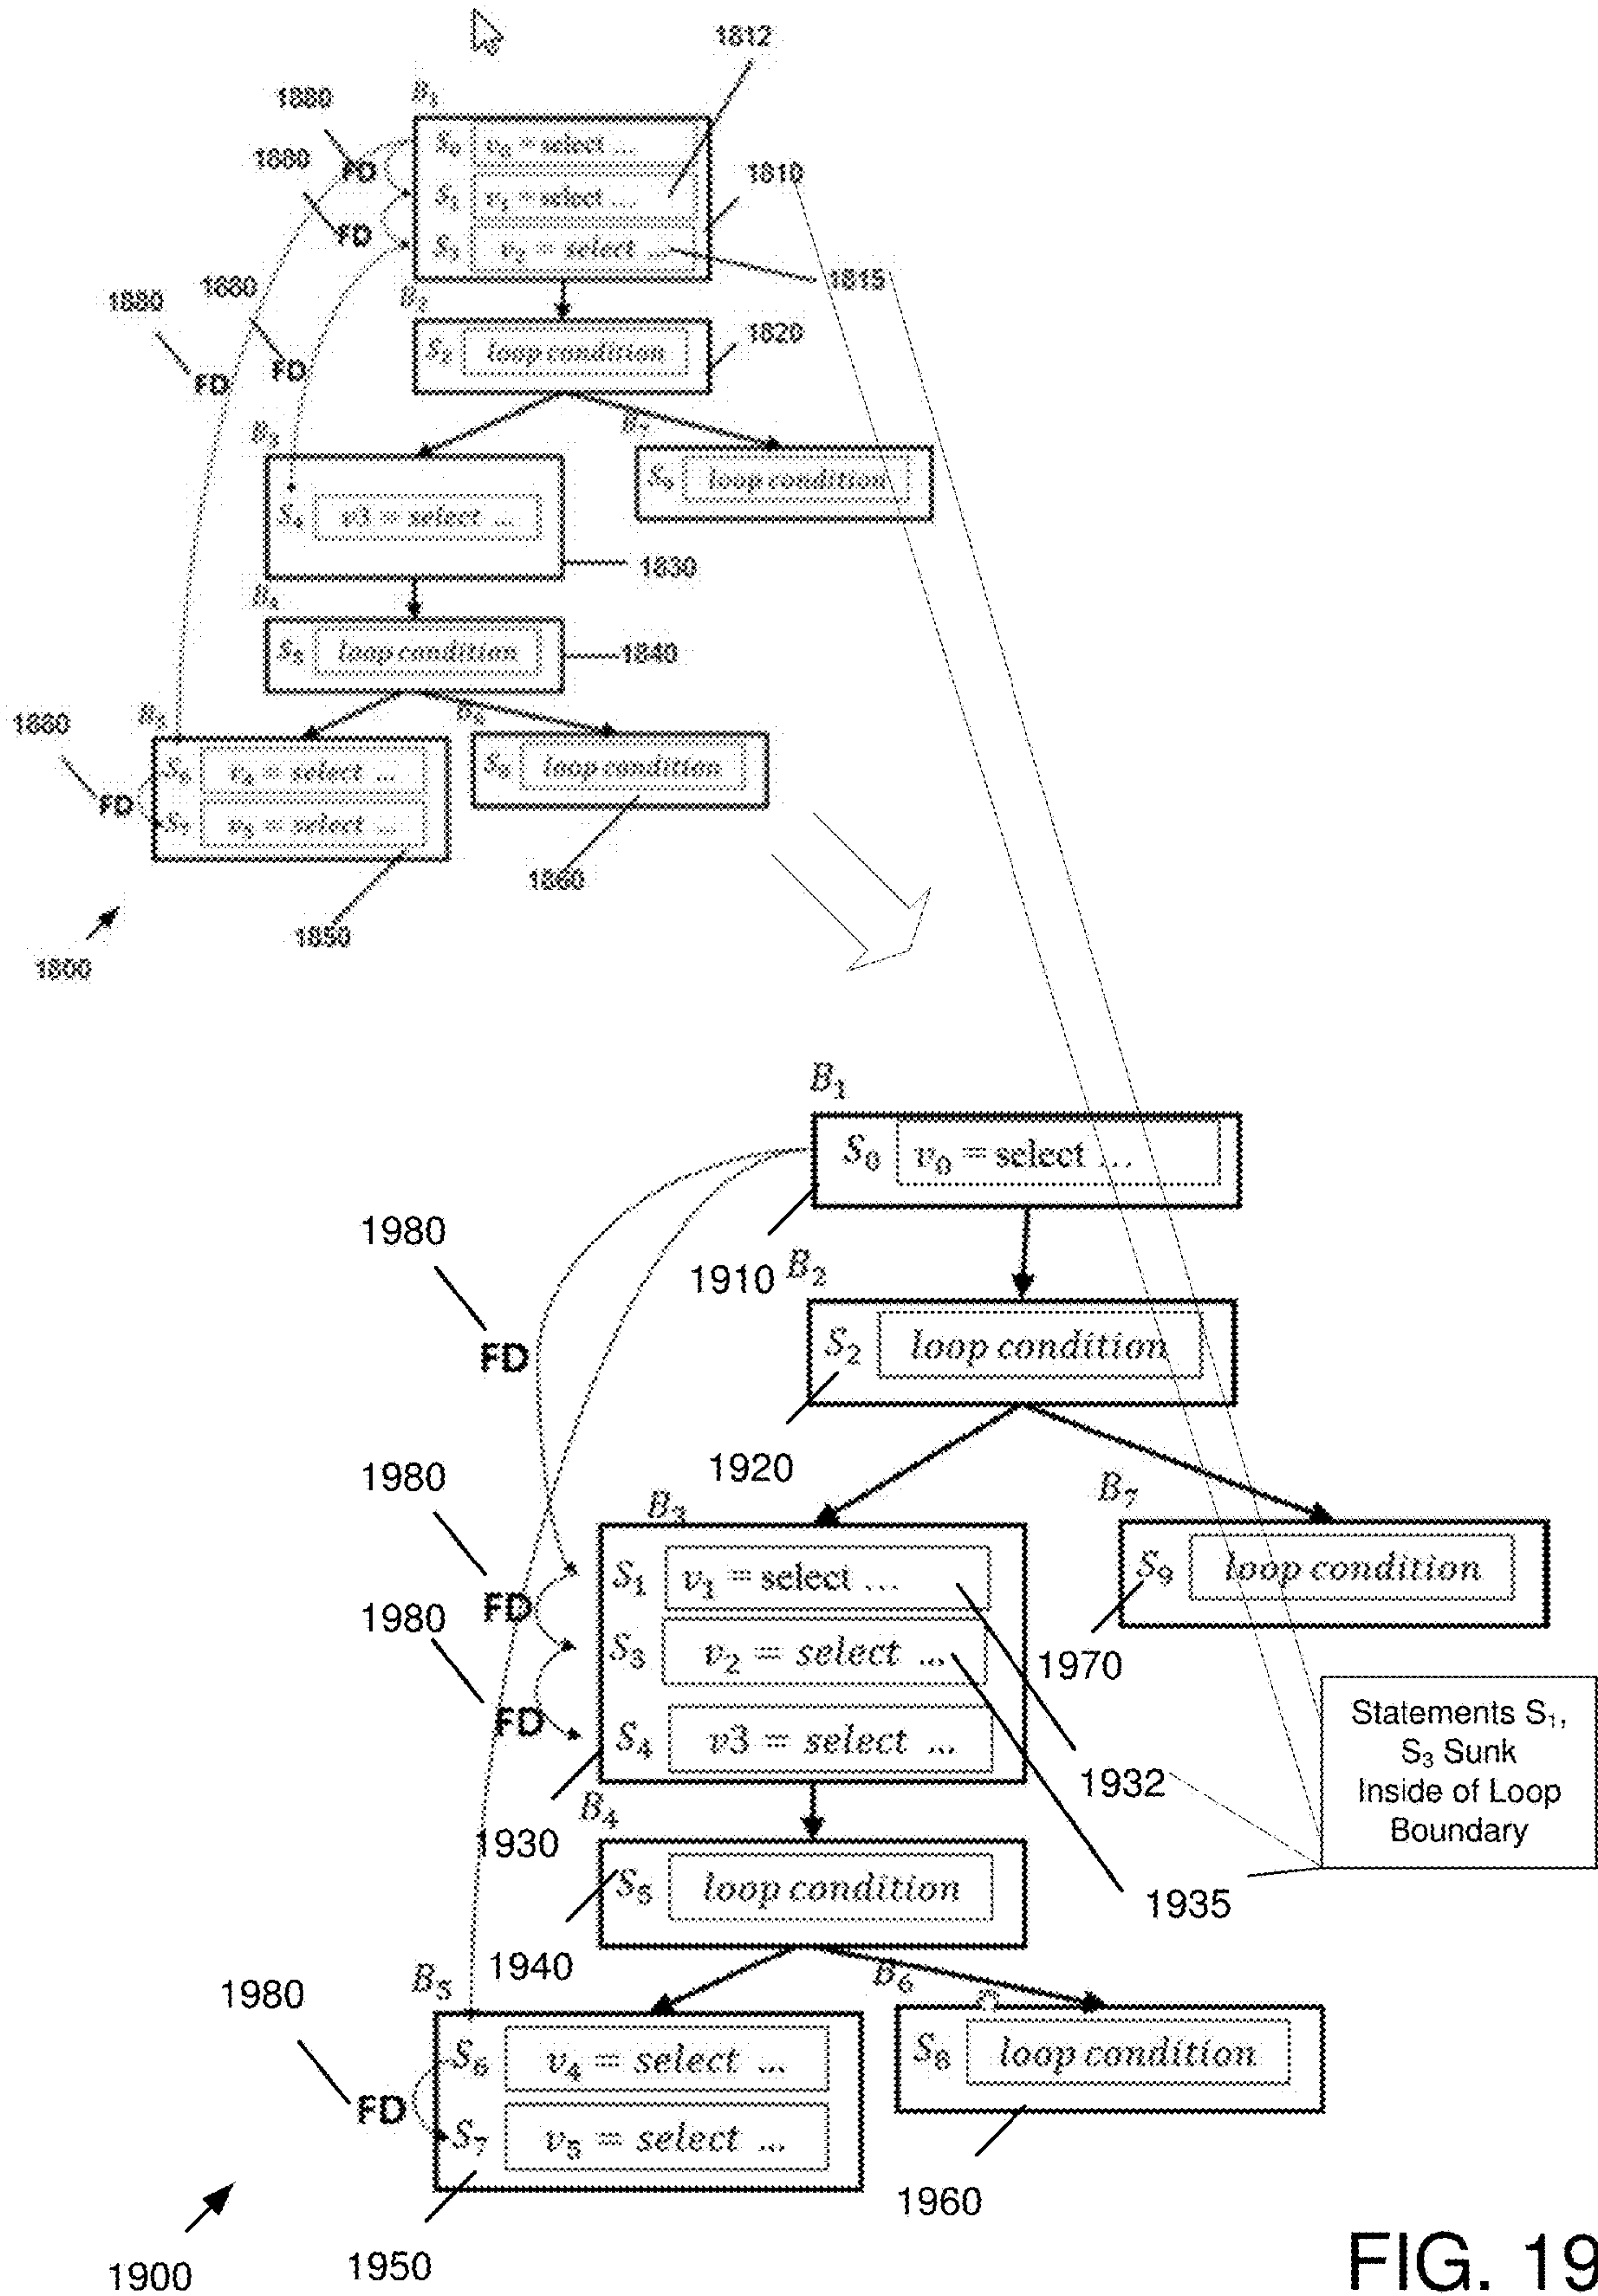 1812
1880
B₁
S₀ v₀ = select ...
1880
FD
1810
S₁ v₁ = select ...
FD
S₃ v₂ = select ...
1815
1880
1880
B₂
1820
S₂ loop condition
FD
FD
B₃
B₇
S₉ loop condition
S₄ v3 = select ...
1830
B₄
S₅ loop condition
1840
1880
B₅
B₆
S₆ v₄ = select ...
S₈ loop condition
FD
S₇ v₅ = select ...
1860
1850
1800
B₁
S₀ v₀ = select ...
1980
1910
B₂
FD
S₂ loop condition
1920
1980
B₃
B₇
S₁ v₁ = select ...
S₉ loop condition
FD
1980
S₃ v₂ = select ...
1970
FD
S₄ v3 = select ...
Statements S₁,
S₃ Sunk
Inside of Loop
Boundary
1932
1930
B₄
S₅ loop condition
1935
1940
B₅
B₆
1980
S₆ v₄ = select ...
S₈ loop condition
FD
S₇ v₅ = select ...
1960
1950
1900
FIG. 19